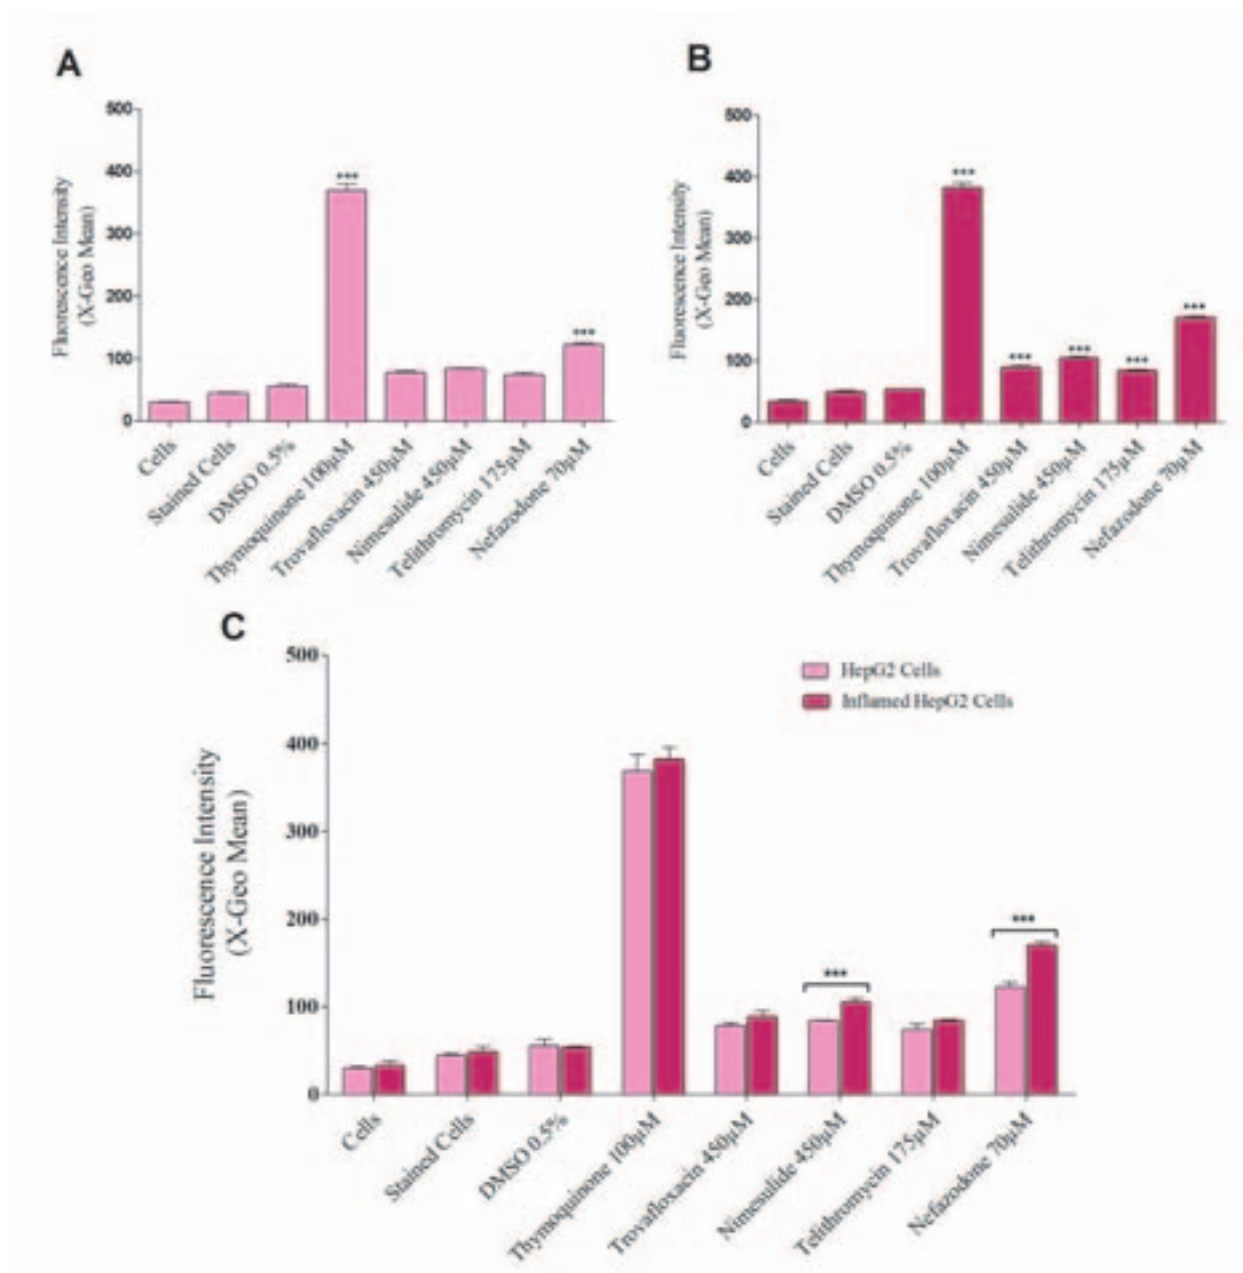 A
500
400
300
200
100
0
Fluorescence Intensity
(X-Geo Mean)
***
***
Cells
Stained Cells
DMSO 0.5%
Thymoquinone 100µM
Trovafloxacin 450µM
Nimesulide 450µM
Telithromycin 175µM
Nefazodone 70µM
B
500
400
300
200
100
0
Fluorescence Intensity
(X-Geo Mean)
***
***
***
***
***
Cells
Stained Cells
DMSO 0.5%
Thymoquinone 100µM
Trovafloxacin 450µM
Nimesulide 450µM
Telithromycin 175µM
Nefazodone 70µM
C
500
400
300
200
100
0
Fluorescence Intensity
(X-Geo Mean)
HepG2 Cells
Inflamed HepG2 Cells
***
***
Cells
Stained Cells
DMSO 0.5%
Thymoquinone 100µM
Trovafloxacin 450µM
Nimesulide 450µM
Telithromycin 175µM
Nefazodone 70µM